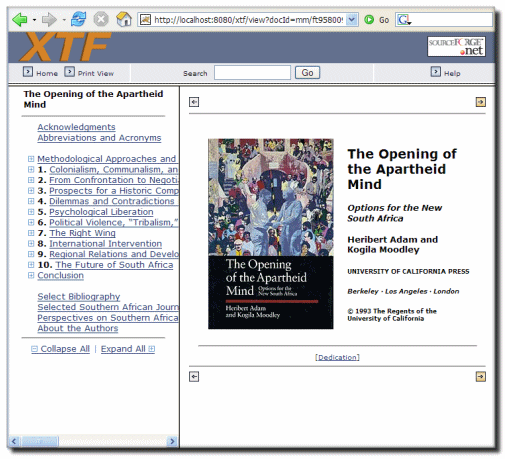 http://localhost:8080/xtf/view?docId=mm/ft95800
Go
XTF
SOURCEFORGE
.net
Home
Print View
Search
Go
Help
The Opening of the Apartheid
Mind
Acknowledgments
Abbreviations and Acronyms
Methodological Approaches and
1. Colonialism, Communalism, an
2. From Confrontation to Negoti
3. Prospects for a Historic Comp
4. Dilemmas and Contradictions
5. Psychological Liberation
6. Political Violence, "Tribalism,"
7. The Right Wing
8. International Intervention
9. Regional Relations and Develo
10. The Future of South Africa
Conclusion
Select Bibliography
Selected Southern African Journ
Perspectives on Southern Africa
About the Authors
Collapse All | Expand All
The Opening
of the Apartheid
Mind Options for the
New South Africa
Heribert Adam
and Kogila Moodley
The Opening of
the Apartheid
Mind
Options for the New
South Africa
Heribert Adam and
Kogila Moodley
UNIVERSITY OF CALIFORNIA PRESS
Berkeley · Los Angeles · London
© 1993 The Regents of the
University of California
[Dedication]